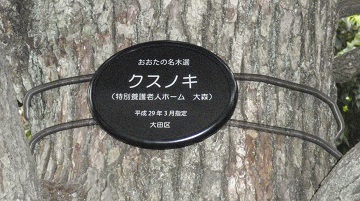 おおたの名木選
クスノキ
(特別養護老人ホーム 大森)
平成29年3月指定
大田区